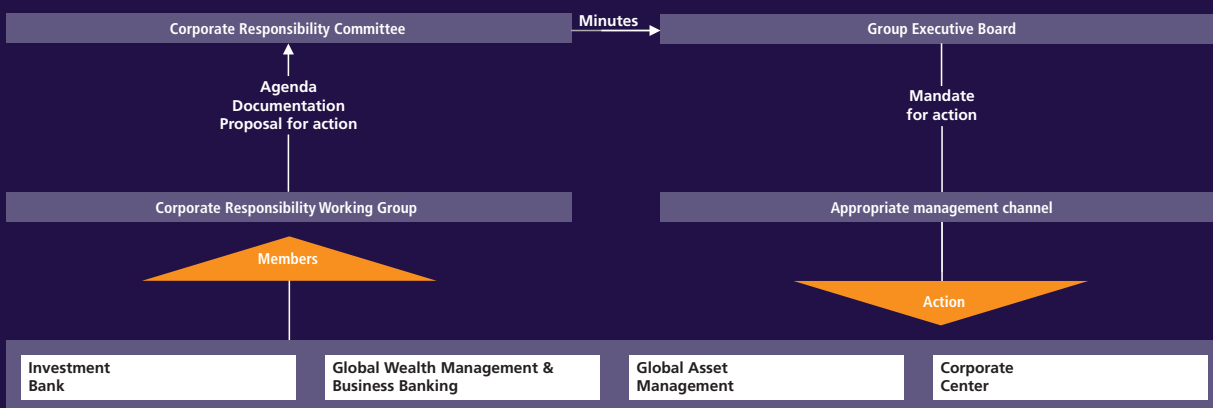 Corporate Responsibility Committee
Minutes
Group Executive Board
Agenda
Documentation
Proposal for action
Mandate
for action
Corporate Responsibility Working Group
Appropriate management channel
Members
Action
Investment
Bank
Global Wealth Management &
Business Banking
Global Asset
Management
Corporate
Center